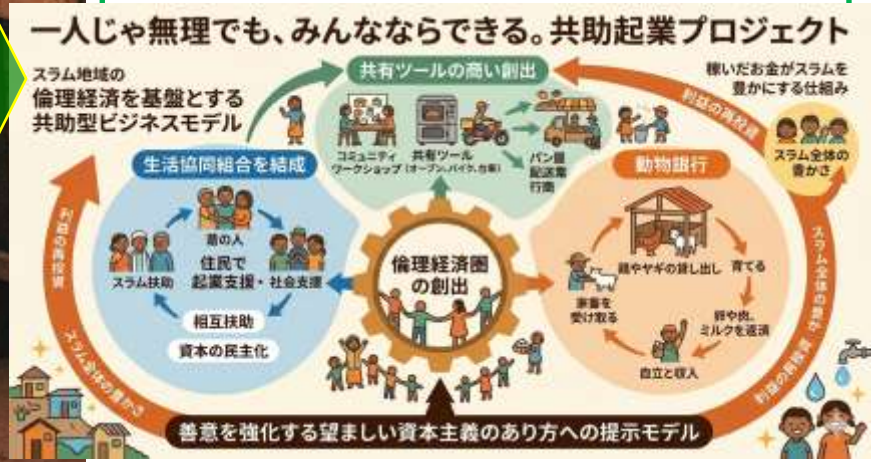 一人じゃ無理でも、みんなならできる。共助起業プロジェクト
スラム地域の
倫理経済を基盤とする
共助型ビジネスモデル
共有ツールの商い創出
稼いだお金がスラムを
豊かにする仕組み
コミュニティ
ワークショップ
共有ツール
(オーブン、バイク、台車)
パン屋
配送業
行商
利益の再投資
スラム全体の
豊かさ
生活協同組合を結成
スラム扶助
住民で
起業支援・社会支援
相互扶助
資本の民主化
倫理経済圏
の創出
動物銀行
鶏やヤギの貸し出し
育てる
卵や肉、
ミルクを返済
自立と収入
家畜を
受け取る
利益の再投資
スラム全体の豊かさ
利益の再投資
善意を強化する望ましい資本主義のあり方への提示モデル